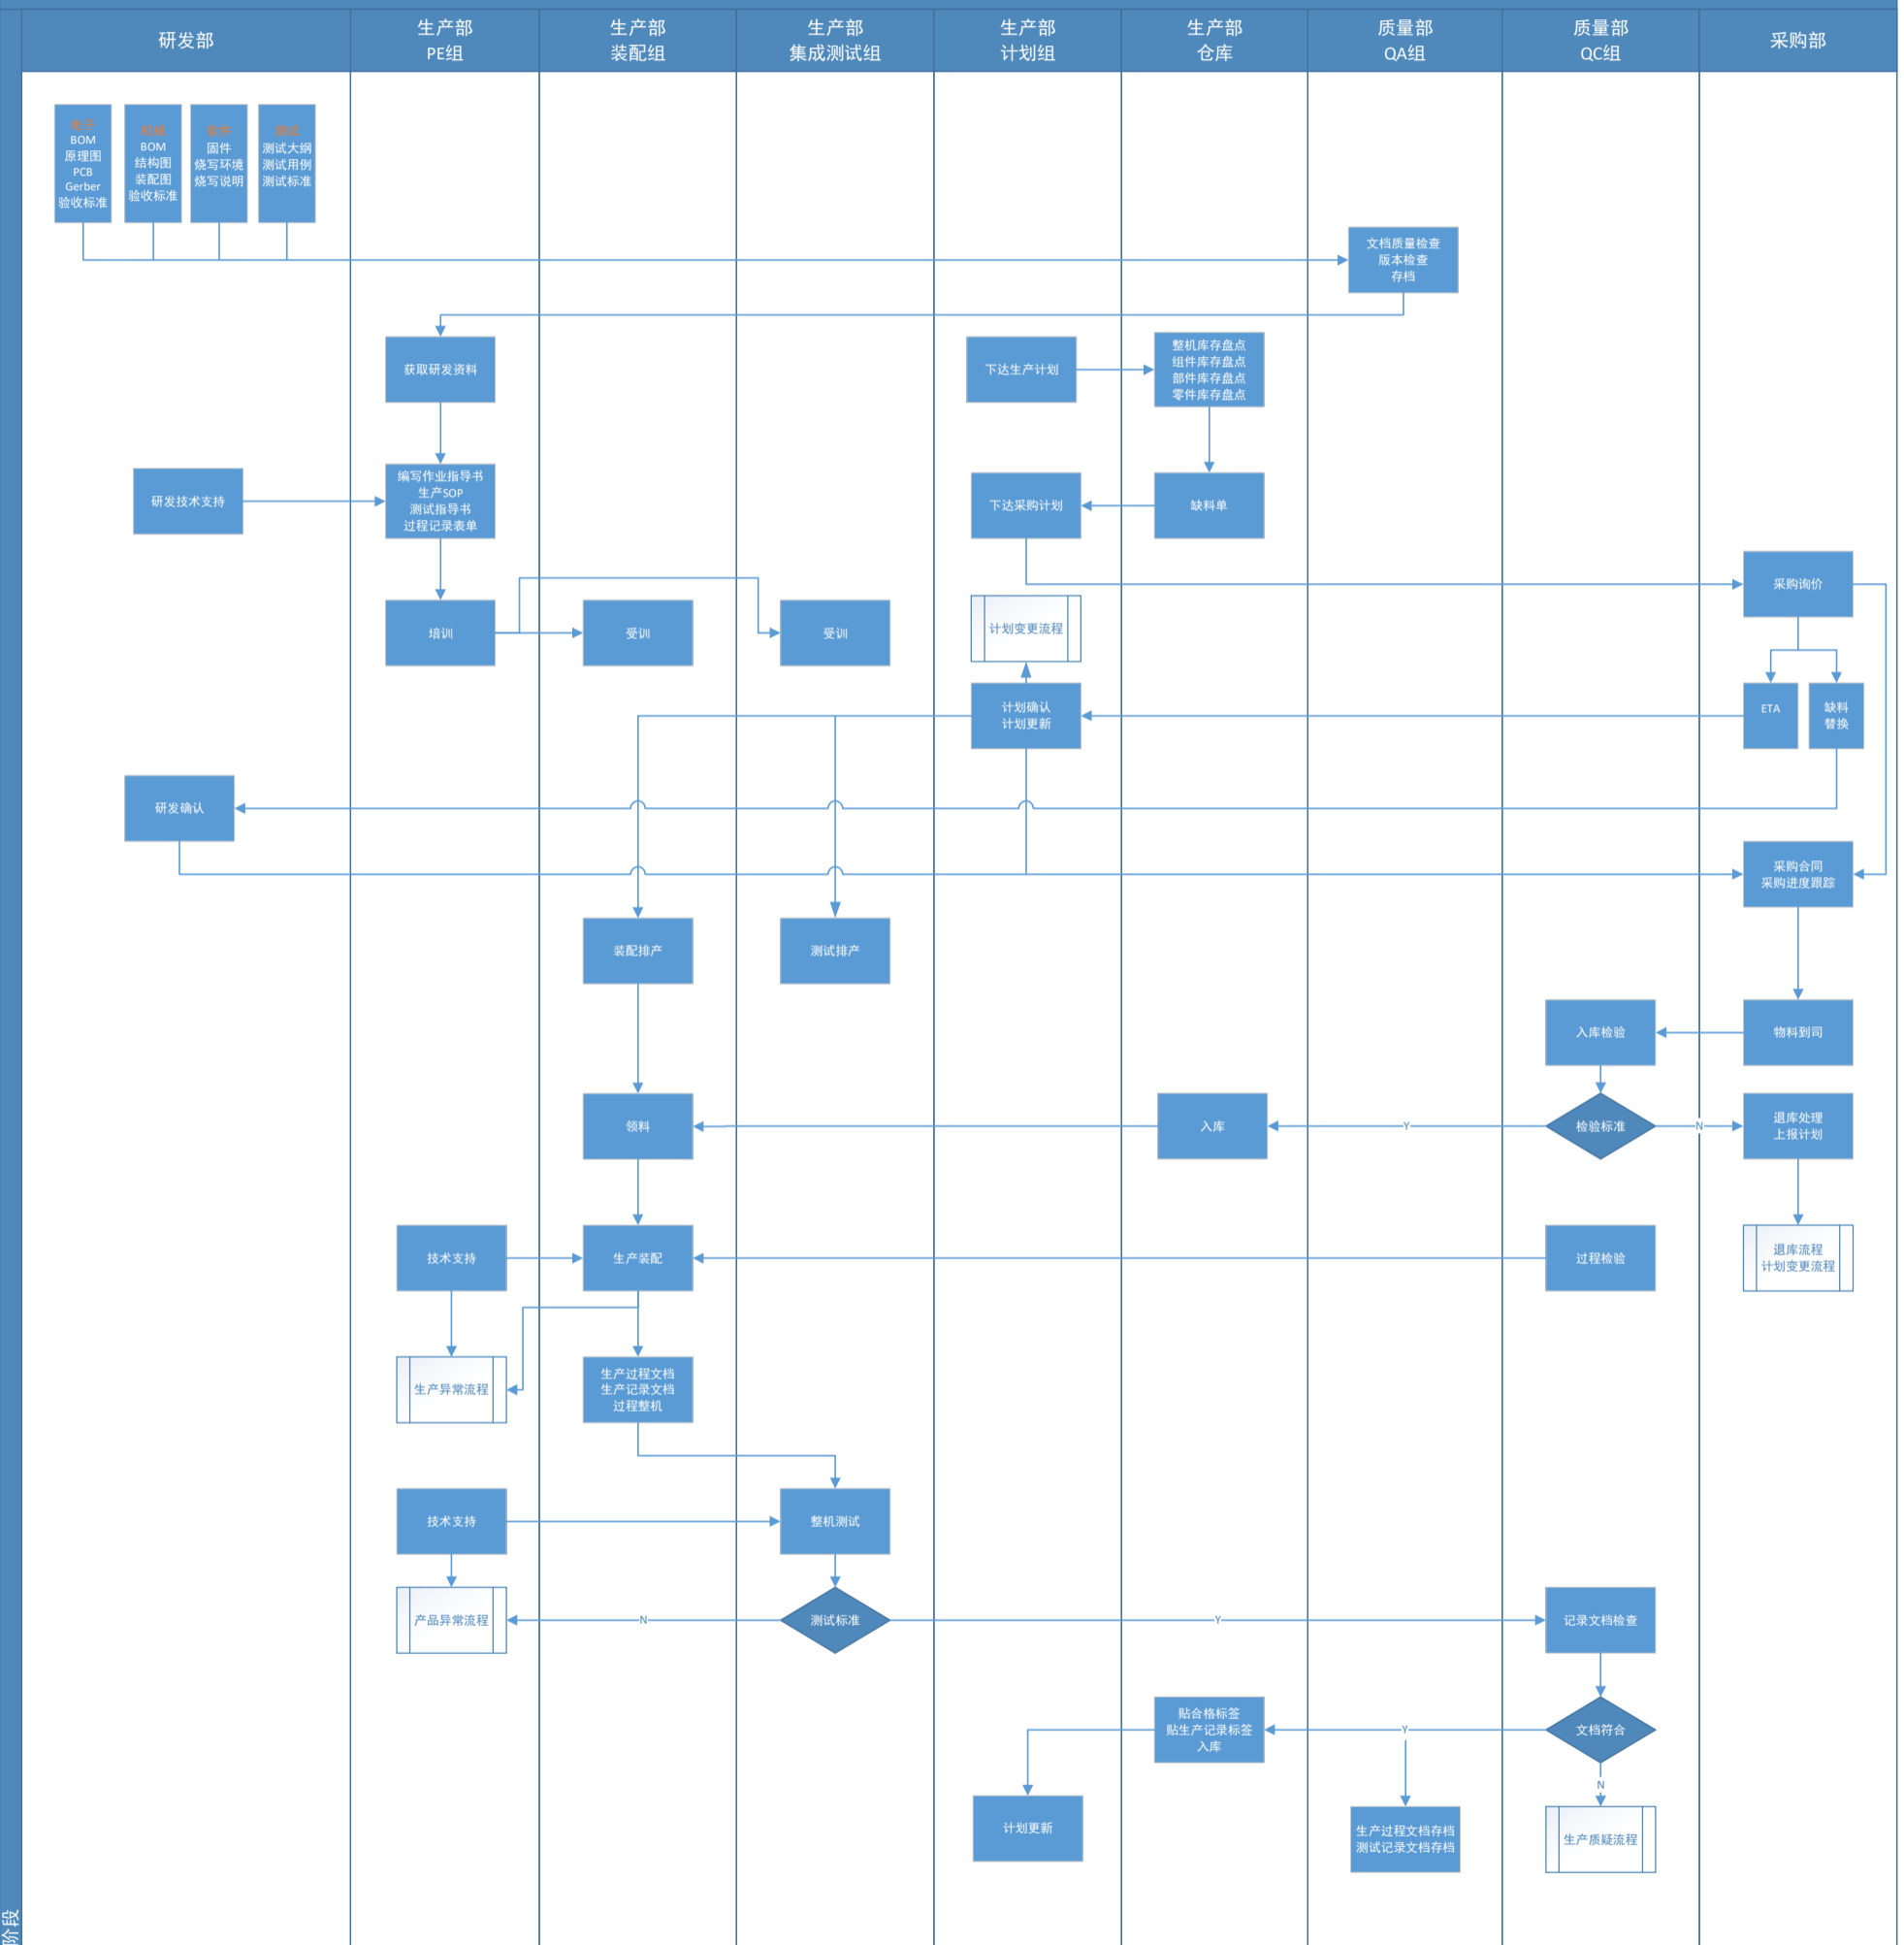 研发部
生产部
PE组
生产部
装配组
生产部
集成测试组
生产部
计划组
生产部
仓库
质量部
QA组
质量部
QC组
采购部
电子
BOM
原理图
PCB
Gerber
验收标准
BOM
结构图
装配图
验收标准
软件
固件
烧写环境
烧写说明
测试
测试大纲
测试用例
测试标准
文档质量检查
版本检查
存档
获取研发资料
下达生产计划
整机库存盘点
组件库存盘点
部件库存盘点
零件库存盘点
研发技术支持
编写作业指导书
生产SOP
测试指导书
过程记录表单
下达采购计划
缺料单
采购询价
培训
受训
受训
计划变更流程
计划确认
计划更新
ETA
缺料
替换
研发确认
采购合同
采购进度跟踪
装配排产
测试排产
入库检验
物料到司
领料
入库
Y
检验标准
N
退库处理
上报计划
技术支持
生产装配
过程检验
退库流程
计划变更流程
生产异常流程
生产过程文档
生产记录文档
过程整机
技术支持
整机测试
产品异常流程
N
测试标准
Y
记录文档检查
贴合格标签
贴生产记录标签
入库
Y
文档符合
N
计划更新
生产过程文档存档
测试记录文档存档
生产质疑流程
阶段